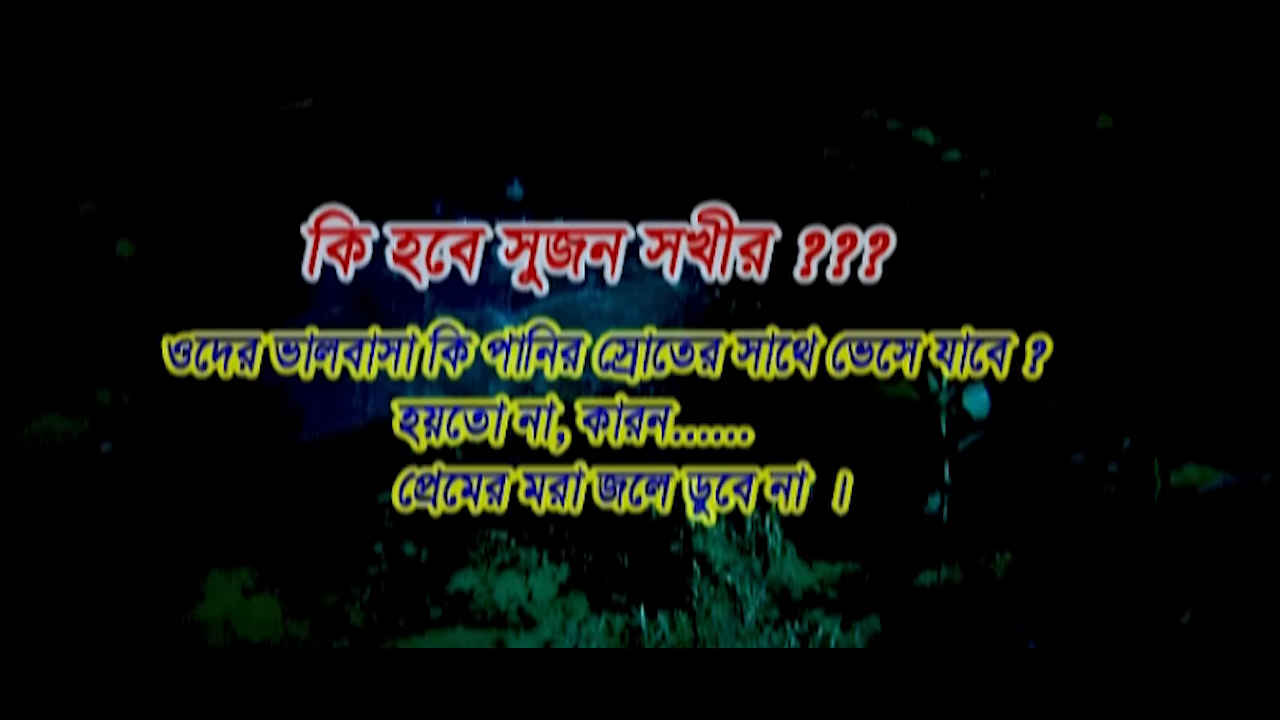 কি হবে সুজন সখীর ???
ওদের ভালবাসা কি পানির স্রোতের সাথে ভেসে যাবে ?
হয়তো না, কারন.......
প্রেমের মরা জলে ডুবে না ।